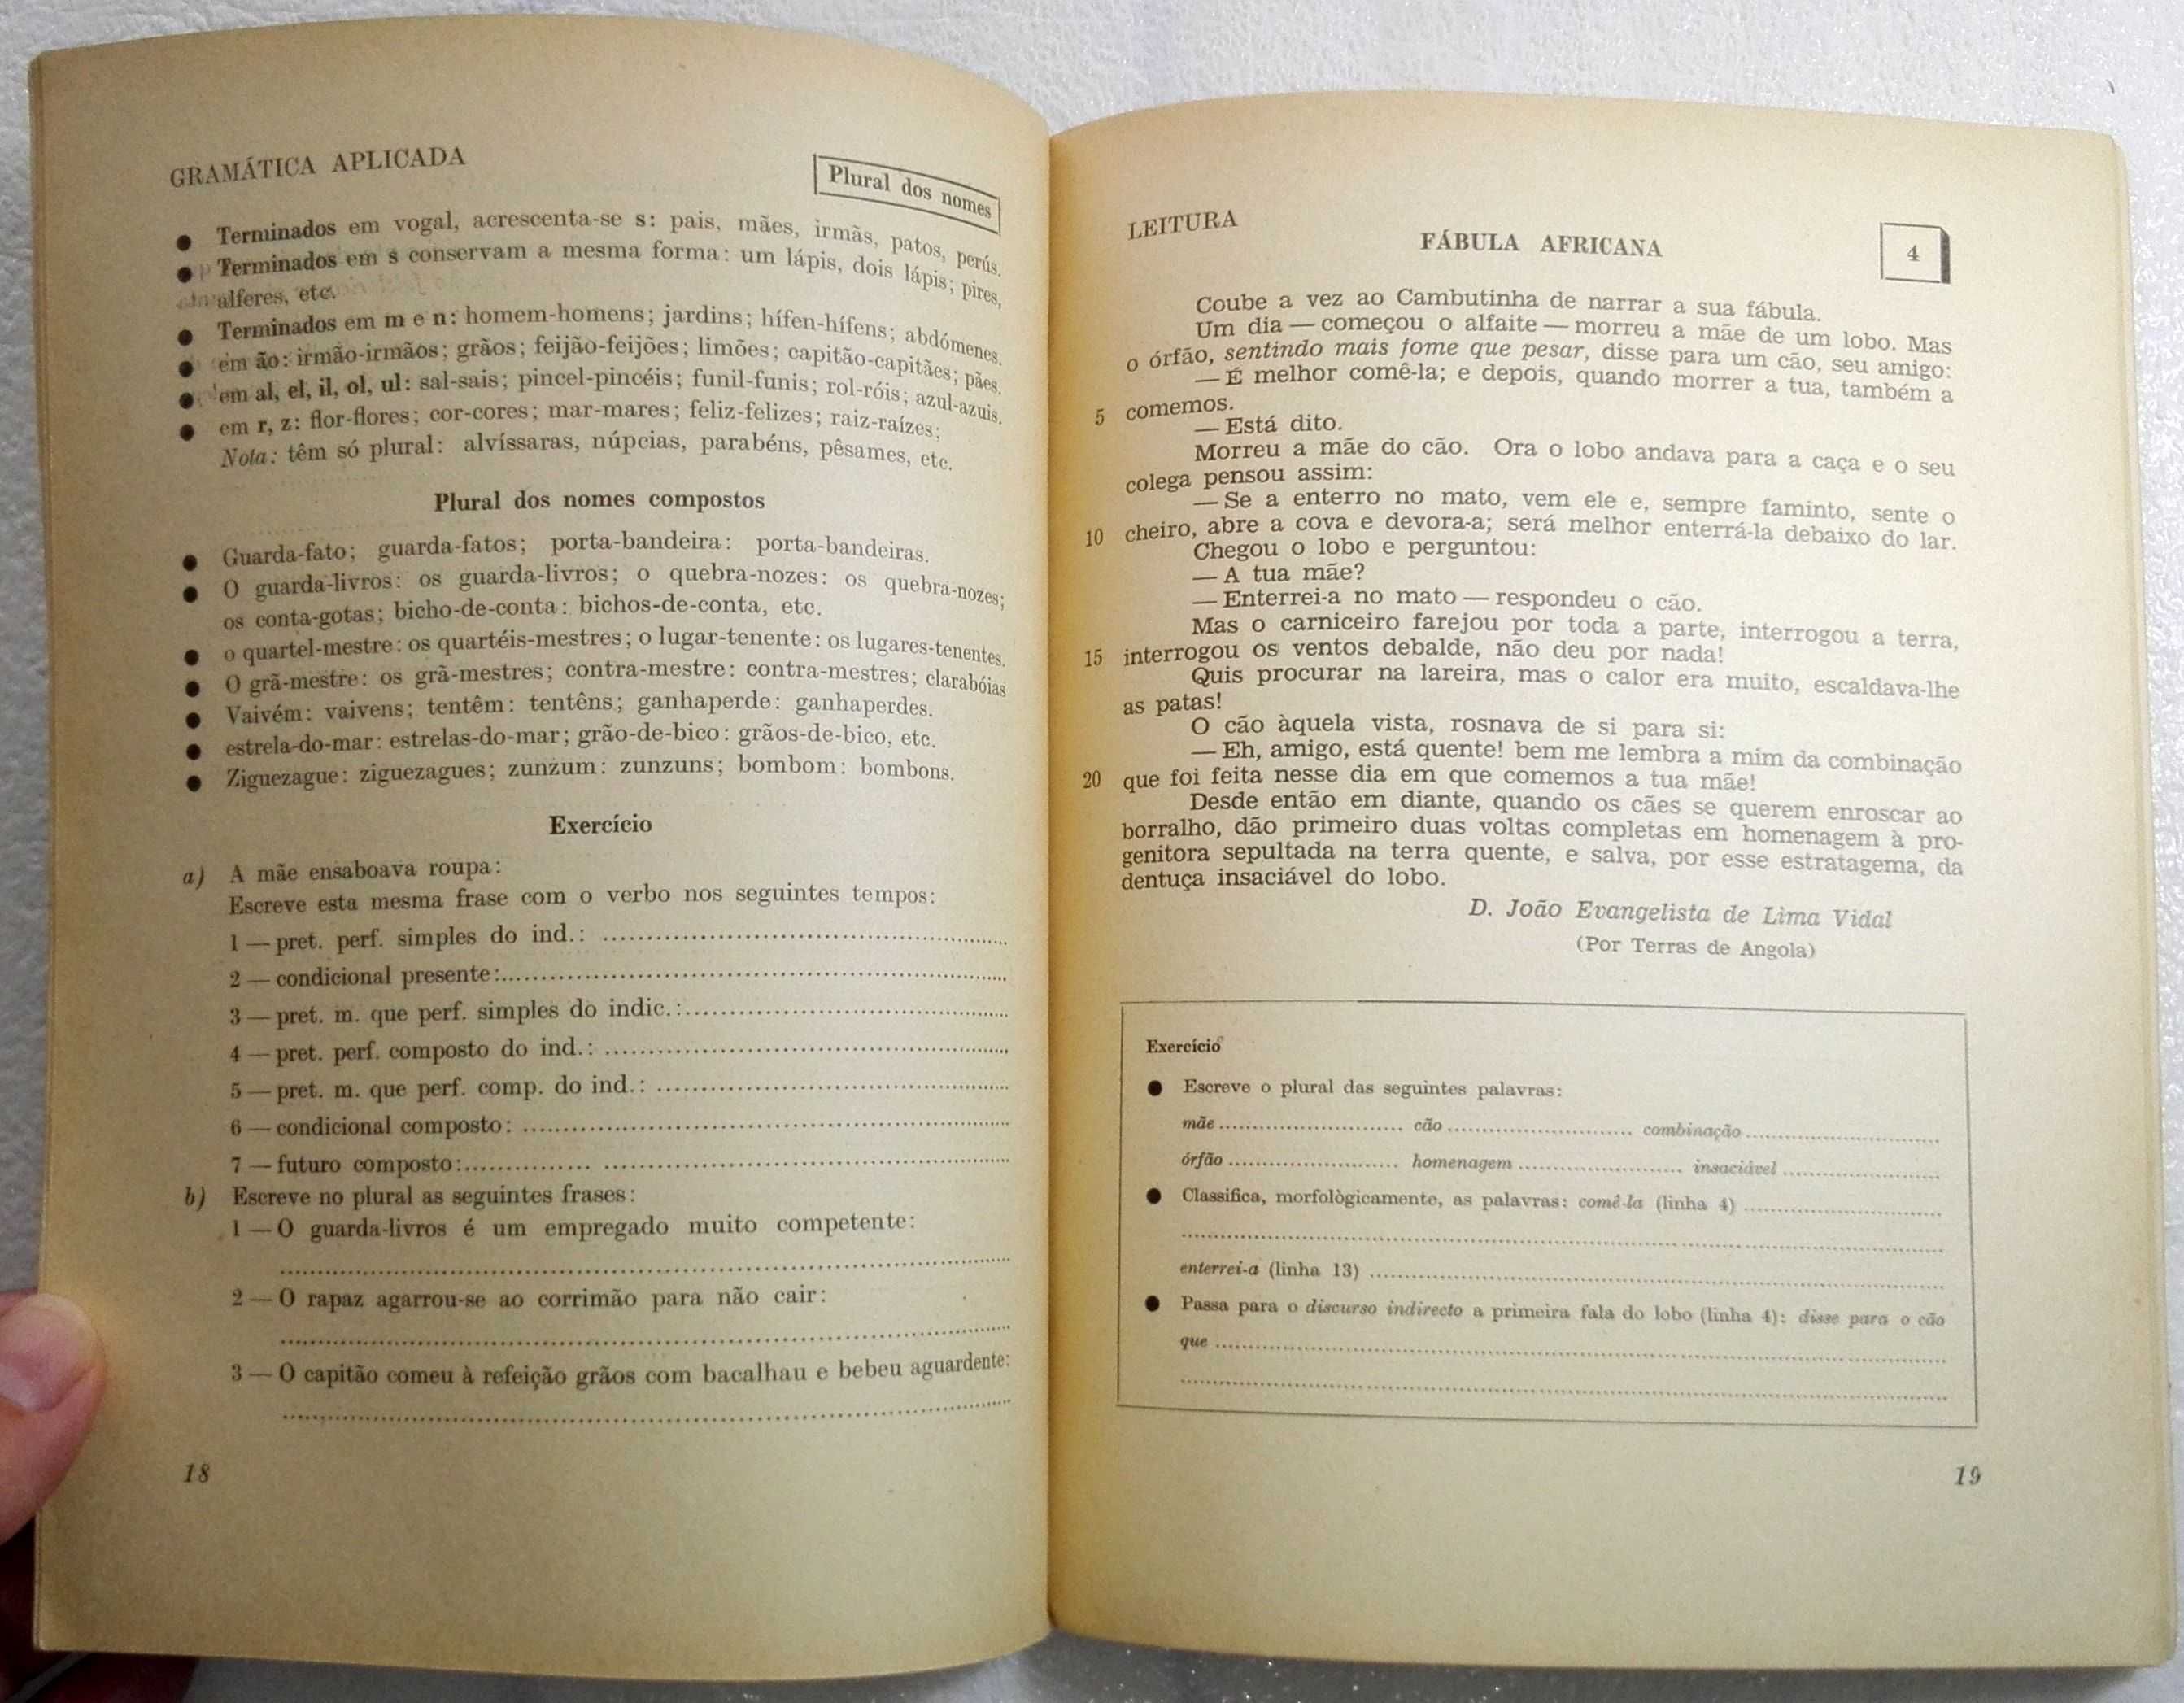 GRAMÁTICA APLICADA
Plural dos nomes
● Terminados em vogal, acrescenta-se s: pais, mães, irmãs, patos, perús.
● Terminados em s conservam a mesma forma: um lápis, dois lápis; pires,
alferes, etc.
● Terminados em m e n: homem-homens; jardins; hífen-hífens; abdómenes.
● em ão: irmão-irmãos; grãos; feijão-feijões; limões; capitão-capitães; pães.
● em al, el, il, ol, ul: sal-sais; pincel-pincéis; funil-funis; rol-róis; azul-azuis.
● em r, z: flor-flores; cor-cores; mar-mares; feliz-felizes; raiz-raízes;
Nota: têm só plural: alvíssaras, núpcias, parabéns, pêsames, etc.
Plural dos nomes compostos
● Guarda-fato; guarda-fatos; porta-bandeira: porta-bandeiras.
● O guarda-livros: os guarda-livros; o quebra-nozes: os quebra-nozes;
os conta-gotas; bicho-de-conta: bichos-de-conta, etc.
● o quartel-mestre: os quartéis-mestres; o lugar-tenente: os lugares-tenentes.
● O grã-mestre: os grã-mestres; contra-mestre: contra-mestres; clarabóias
● Vaivém: vaivens; tentêm: tentêns; ganhaperde: ganhaperdes.
● estrela-do-mar: estrelas-do-mar; grão-de-bico: grãos-de-bico, etc.
● Ziguezague: ziguezagues; zunzum: zunzuns; bombom: bombons.
Exercício
a) A mãe ensaboava roupa:
Escreve esta mesma frase com o verbo nos seguintes tempos:
1 — pret. perf. simples do ind.: ........................................
2 — condicional presente:........................................
3 — pret. m. que perf. simples do indic.:........................................
4 — pret. perf. composto do ind.: ........................................
5 — pret. m. que perf. comp. do ind.: ........................................
6 — condicional composto: ........................................
7 — futuro composto:................ ........................................
b) Escreve no plural as seguintes frases:
1 — O guarda-livros é um empregado muito competente:
........................................
2 — O rapaz agarrou-se ao corrimão para não cair:
........................................
3 — O capitão comeu à refeição grãos com bacalhau e bebeu aguardente:
........................................
18
LEITURA
FÁBULA AFRICANA
4
Coube a vez ao Cambutinha de narrar a sua fábula.
Um dia — começou o alfaite — morreu a mãe de um lobo. Mas
o órfão, sentindo mais fome que pesar, disse para um cão, seu amigo:
— É melhor comê-la; e depois, quando morrer a tua, também a
5 comemos.
— Está dito.
Morreu a mãe do cão. Ora o lobo andava para a caça e o seu
colega pensou assim:
— Se a enterro no mato, vem ele e, sempre faminto, sente o
10 cheiro, abre a cova e devora-a; será melhor enterrá-la debaixo do lar.
Chegou o lobo e perguntou:
— A tua mãe?
— Enterrei-a no mato — respondeu o cão.
Mas o carniceiro farejou por toda a parte, interrogou a terra,
15 interrogou os ventos debalde, não deu por nada!
Quis procurar na lareira, mas o calor era muito, escaldava-lhe
as patas!
O cão àquela vista, rosnava de si para si:
— Eh, amigo, está quente! bem me lembra a mim da combinação
20 que foi feita nesse dia em que comemos a tua mãe!
Desde então em diante, quando os cães se querem enroscar ao
borralho, dão primeiro duas voltas completas em homenagem à pro-
genitora sepultada na terra quente, e salva, por esse estratagema, da
dentuça insaciável do lobo.
D. João Evangelista de Lima Vidal
(Por Terras de Angola)
Exercício
● Escreve o plural das seguintes palavras:
mãe .................... cão .................... combinação ....................
órfão .................... homenagem .................... insaciável ....................
● Classifica, morfològicamente, as palavras: comê-la (linha 4) ....................
........................................
enterrei-a (linha 13) ........................................
● Passa para o discurso indirecto a primeira fala do lobo (linha 4): disse para o cão
que ........................................
........................................
19